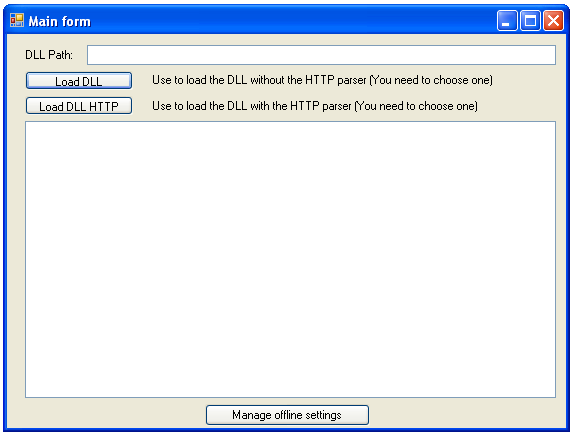 Main form
DLL Path:
Load DLL Use to load the DLL without the HTTP parser (You need to choose one)
Load DLL HTTP Use to load the DLL with the HTTP parser (You need to choose one)
Manage offline settings